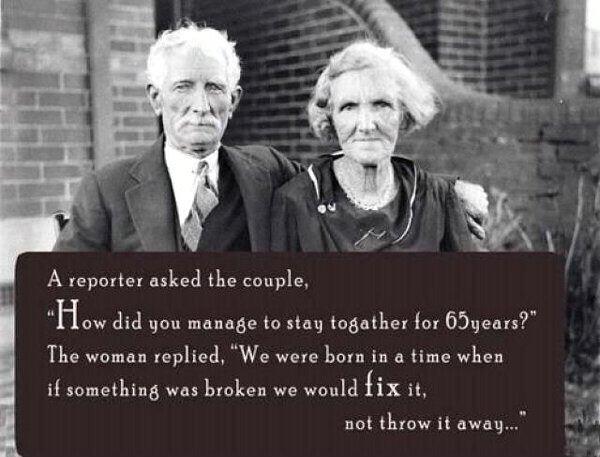 A reporter asked the couple,
“How did you manage to stay togather for 65years?”
The woman replied, “We were born in a time when
if something was broken we would fix it,
not throw it away...”